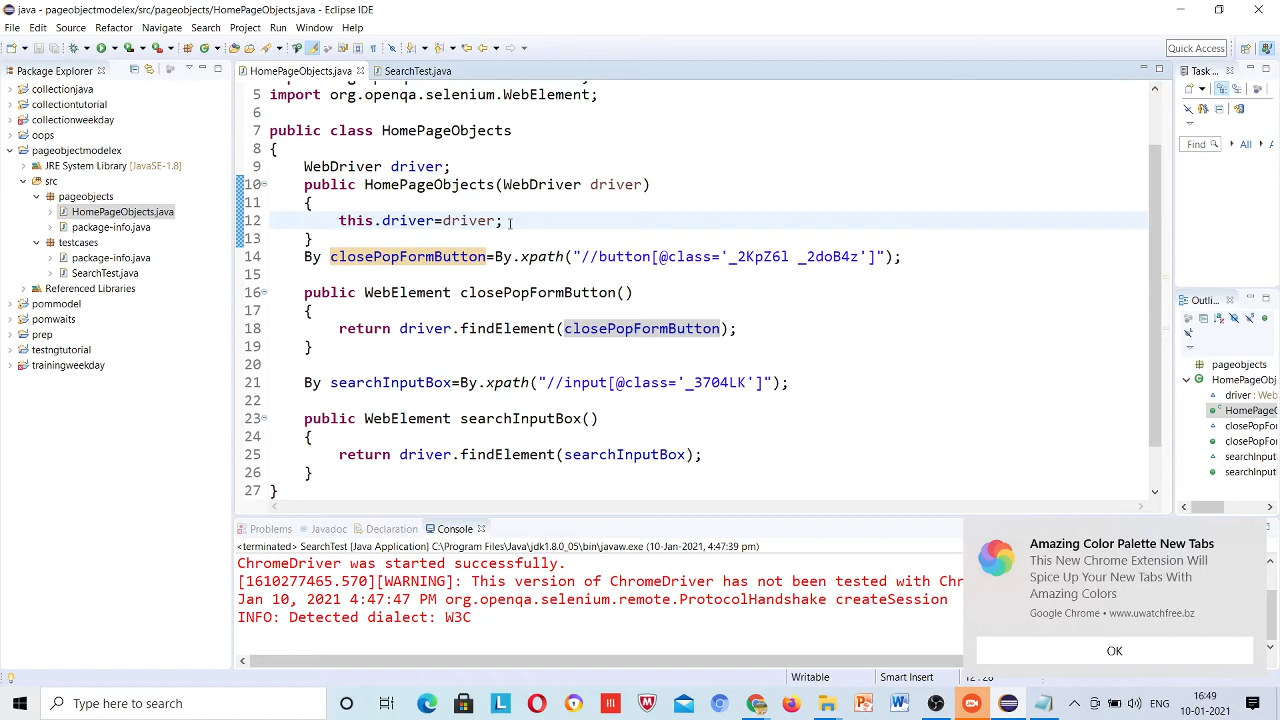 java - pageobjectmodelex/src/pageobjects/HomePageObjects.java - Eclipse IDE
File Edit Source Refactor Navigate Search Project Run Window Help
Quick Access
Package Explorer
HomePageObjects.java
SearchTest.java
Task
collectionjava
collectiontutorial
collectionweekday
oops
pageobjectmodelex
JRE System Library [JavaSE-1.8]
src
pageobjects
HomePageObjects.java
package-info.java
testcases
package-info.java
SearchTest.java
Referenced Libraries
pommodel
pomwaits
prep
testngtutorial
trainingweekday
5 import org.openqa.selenium.WebElement;
6
7 public class HomePageObjects
8 {
9 WebDriver driver;
10 public HomePageObjects(WebDriver driver)
11 {
12 this.driver=driver;
13 }
14 By closePopFormButton=By.xpath("//button[@class='_2KpZ6l _2doB4z']");
15
16 public WebElement closePopFormButton()
17 {
18 return driver.findElement(closePopFormButton);
19 }
20
21 By searchInputBox=By.xpath("//input[@class='_3704LK']");
22
23 public WebElement searchInputBox()
24 {
25 return driver.findElement(searchInputBox);
26 }
27 }
Find
All
A
Outli
pageobjects
HomePageObj
driver : Web
HomePage
closePopFor
closePopFor
searchInput
searchInput
Problems
Javadoc
Declaration
Console
<terminated> SearchTest [Java Application] C:\Program Files\Java\jdk1.8.0_05\bin\javaw.exe (10-Jan-2021, 4:47:39 pm)
ChromeDriver was started successfully.
[1610277465.570][WARNING]: This version of ChromeDriver has not been tested with Chr
Jan 10, 2021 4:47:47 PM org.openqa.selenium.remote.ProtocolHandshake createSession
INFO: Detected dialect: W3C
Amazing Color Palette New Tabs
This New Chrome Extension Will
Spice Up Your New Tabs With
Amazing Colors
Google Chrome • www.uwatchfree.bz
OK
Writable
Smart Insert
Type here to search
16:49
10-01-2021